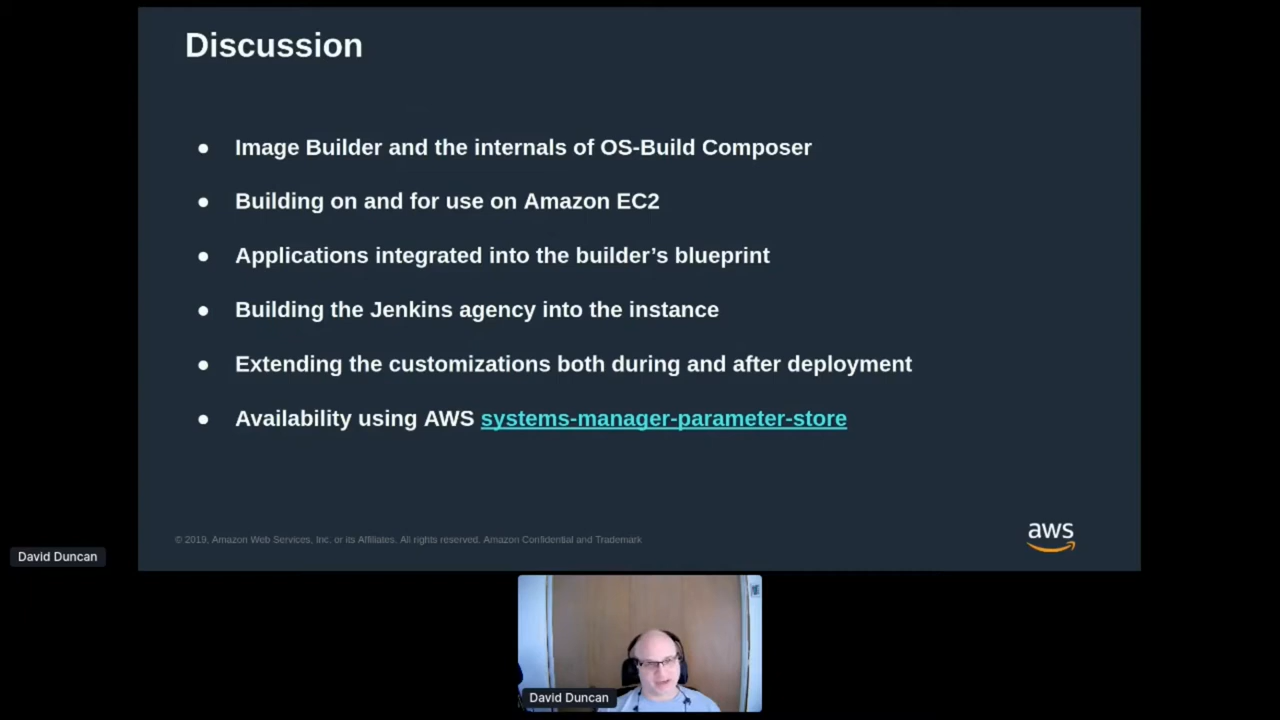 Discussion
● Image Builder and the internals of OS-Build Composer
● Building on and for use on Amazon EC2
● Applications integrated into the builder’s blueprint
● Building the Jenkins agency into the instance
● Extending the customizations both during and after deployment
● Availability using AWS systems-manager-parameter-store
© 2019, Amazon Web Services, Inc. or its Affiliates. All rights reserved. Amazon Confidential and Trademark
aws
David Duncan
David Duncan